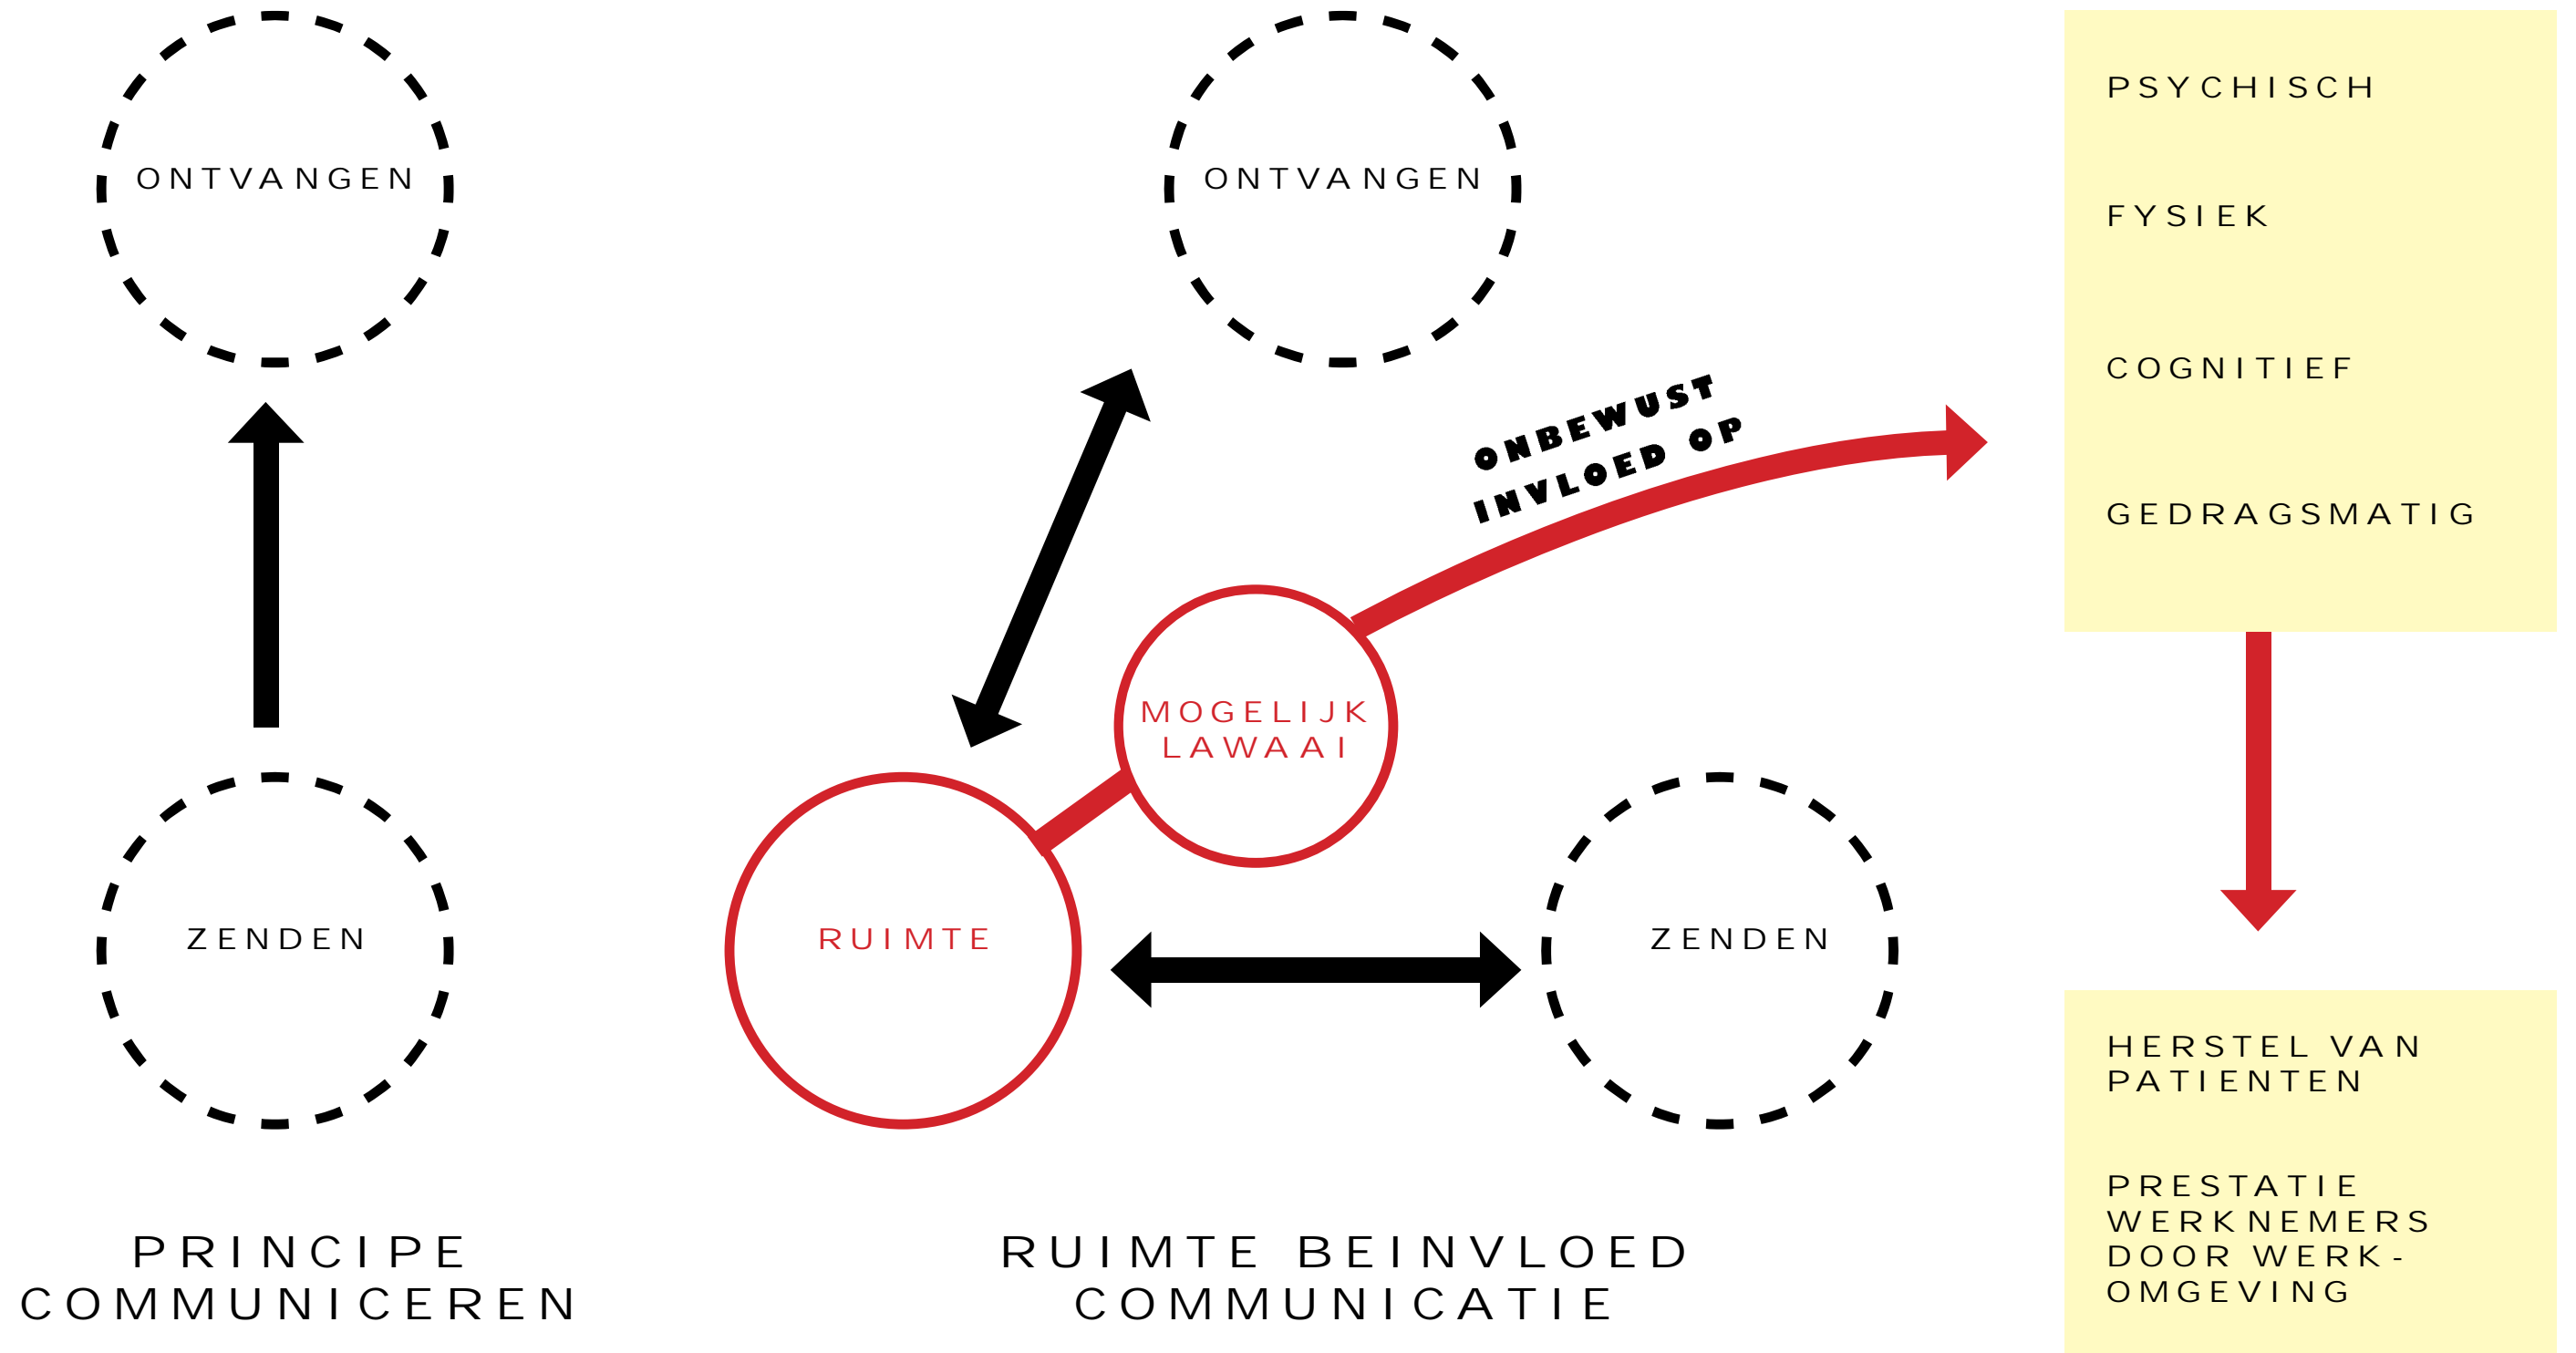 ONTVANGEN
ZENDEN
PRINCIPE
COMMUNICEREN
ONTVANGEN
ONBEWUST
INVLOED OP
MOGELIJK
LAWAAI
RUIMTE
ZENDEN
RUIMTE BEINVLOED
COMMUNICATIE
PSYCHISCH
FYSIEK
COGNITIEF
GEDRAGSMATIG
HERSTEL VAN
PATIENTEN
PRESTATIE
WERKNEMERS
DOOR WERK-
OMGEVING